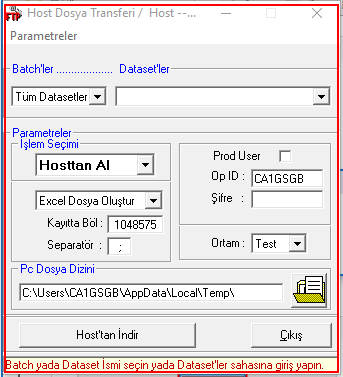 FTP Host Dosya Transferi / Host --...
Parametreler
Batch'ler .................. Dataset'ler
Tüm Datasetler
Parametreler
İşlem Seçimi
Hosttan Al
Prod User
Op ID : CA1GSGB
Şifre :
Excel Dosya Oluştur
Kayıtta Böl : 1048575
Separatör : ;
Ortam : Test
Pc Dosya Dizini
C:\Users\CA1GSGB\AppData\Local\Temp\
Host'tan İndir
Çıkış
Batch yada Dataset İsmi seçin yada Dataset'ler sahasına giriş yapın.